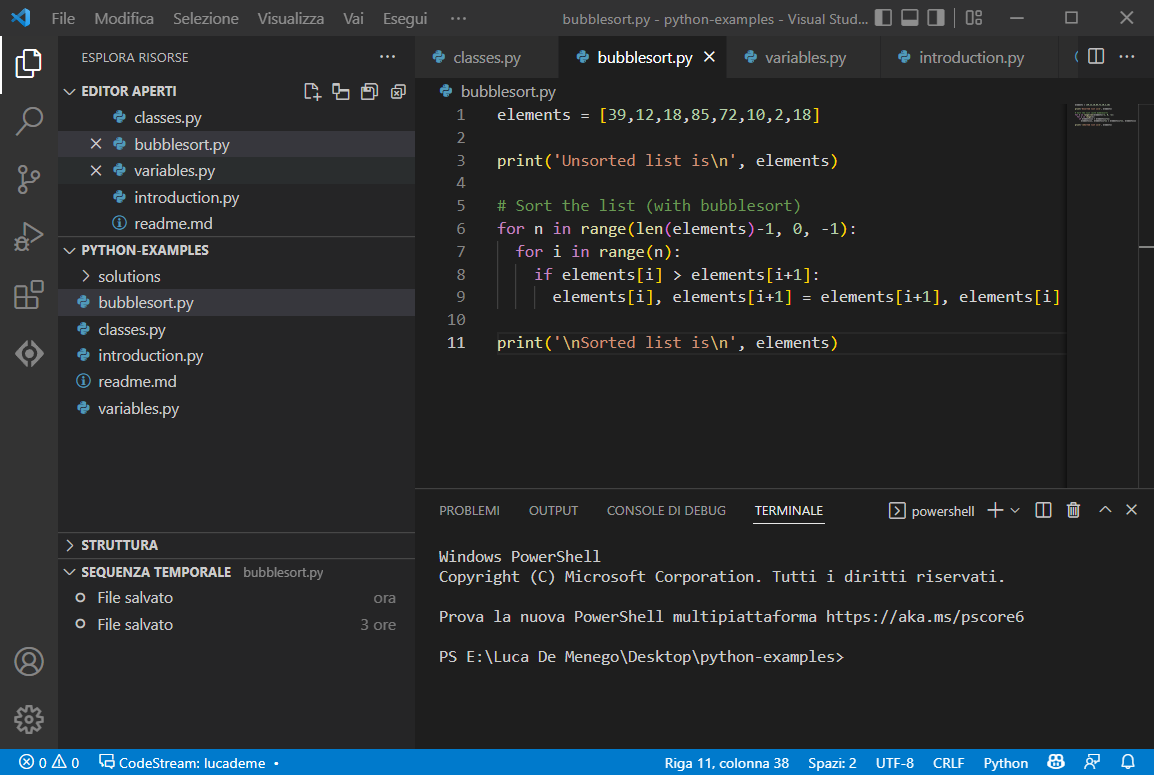 File Modifica Selezione Visualizza Vai Esegui ··· bubblesort.py - python-examples - Visual Stud...
ESPLORA RISORSE
EDITOR APERTI
classes.py
bubblesort.py
variables.py
introduction.py
readme.md
PYTHON-EXAMPLES
solutions
bubblesort.py
classes.py
introduction.py
readme.md
variables.py
STRUTTURA
SEQUENZA TEMPORALE bubblesort.py
File salvato ora
File salvato 3 ore
classes.py bubblesort.py variables.py introduction.py
bubblesort.py
1 elements = [39,12,18,85,72,10,2,18]
2
3 print('Unsorted list is\n', elements)
4
5 # Sort the list (with bubblesort)
6 for n in range(len(elements)-1, 0, -1):
7 for i in range(n):
8 if elements[i] > elements[i+1]:
9 elements[i], elements[i+1] = elements[i+1], elements[i]
10
11 print('\nSorted list is\n', elements)
PROBLEMI OUTPUT CONSOLE DI DEBUG TERMINALE powershell
Windows PowerShell
Copyright (C) Microsoft Corporation. Tutti i diritti riservati.
Prova la nuova PowerShell multipiattaforma https://aka.ms/pscore6
PS E:\Luca De Menego\Desktop\python-examples>
0 0 CodeStream: lucademe • Riga 11, colonna 38 Spazi: 2 UTF-8 CRLF Python